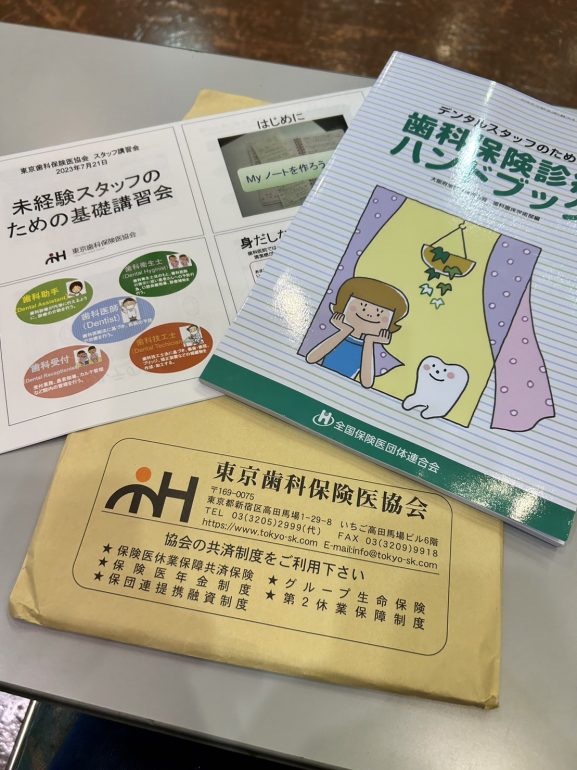 東京歯科保険医協会 スタッフ講習会
2023年7月21日
未経験スタッフの
ための基礎講習会
東京歯科保険医協会
はじめに
Myノートを作ろう
身だし
歯科助手
(Dental Assistant)
歯科衛生士
(Dental Hygienist)
歯科医師
(Dentist)
歯科受付
(Dental Receptionist)
歯科技工士
(Dental Technician)
デンタルスタッフのため
歯科保険診
ハンドブック
全国保険医団体連合会
東京歯科保険医協会
〒169-0075
東京都新宿区高田馬場1-29-8 いちご高田馬場ビル6階
TEL 03(3205)2999(代) FAX 03(3209)9918
https://www.tokyo-sk.com E-mail:info@tokyo-sk.com
協会の共済制度をご利用下さい
★保険医休業保障共済保険 ★グループ生命保険
★保険医年金制度 ★第2休業保障制度
★保団連提携融資制度